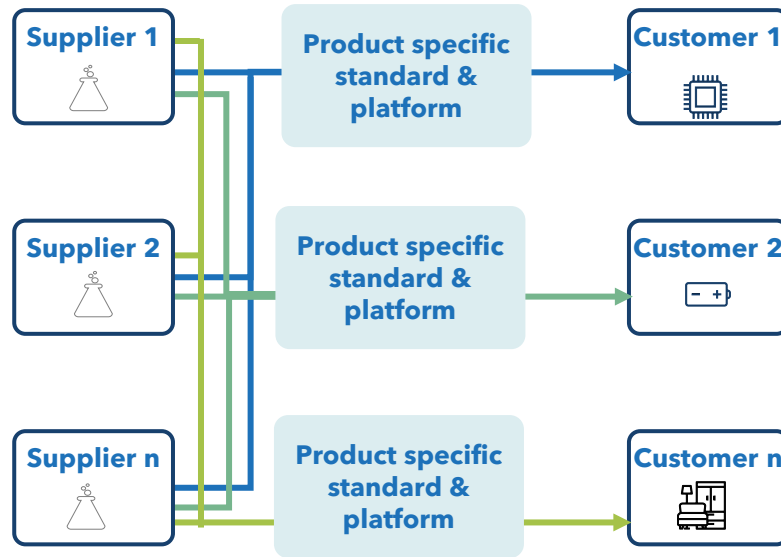 Supplier 1
Product specific
standard &
platform
Customer 1
Supplier 2
Product specific
standard &
platform
Customer 2
Supplier n
Product specific
standard &
platform
Customer n